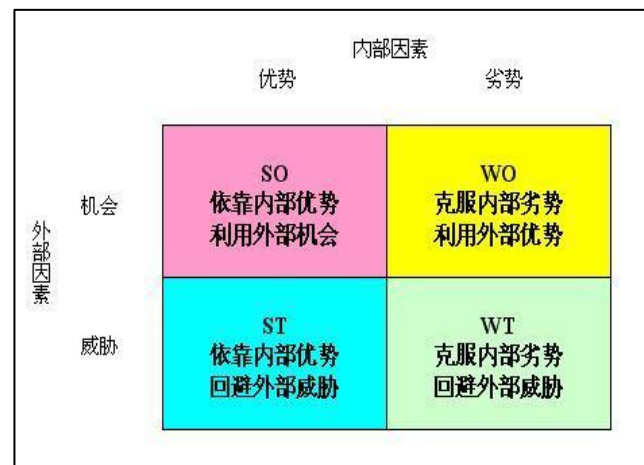 内部因素
优势 劣势
机会
外部因素
SO
依靠内部优势
利用外部机会
WO
克服内部劣势
利用外部优势
威胁
ST
依靠内部优势
回避外部威胁
WT
克服内部劣势
回避外部威胁